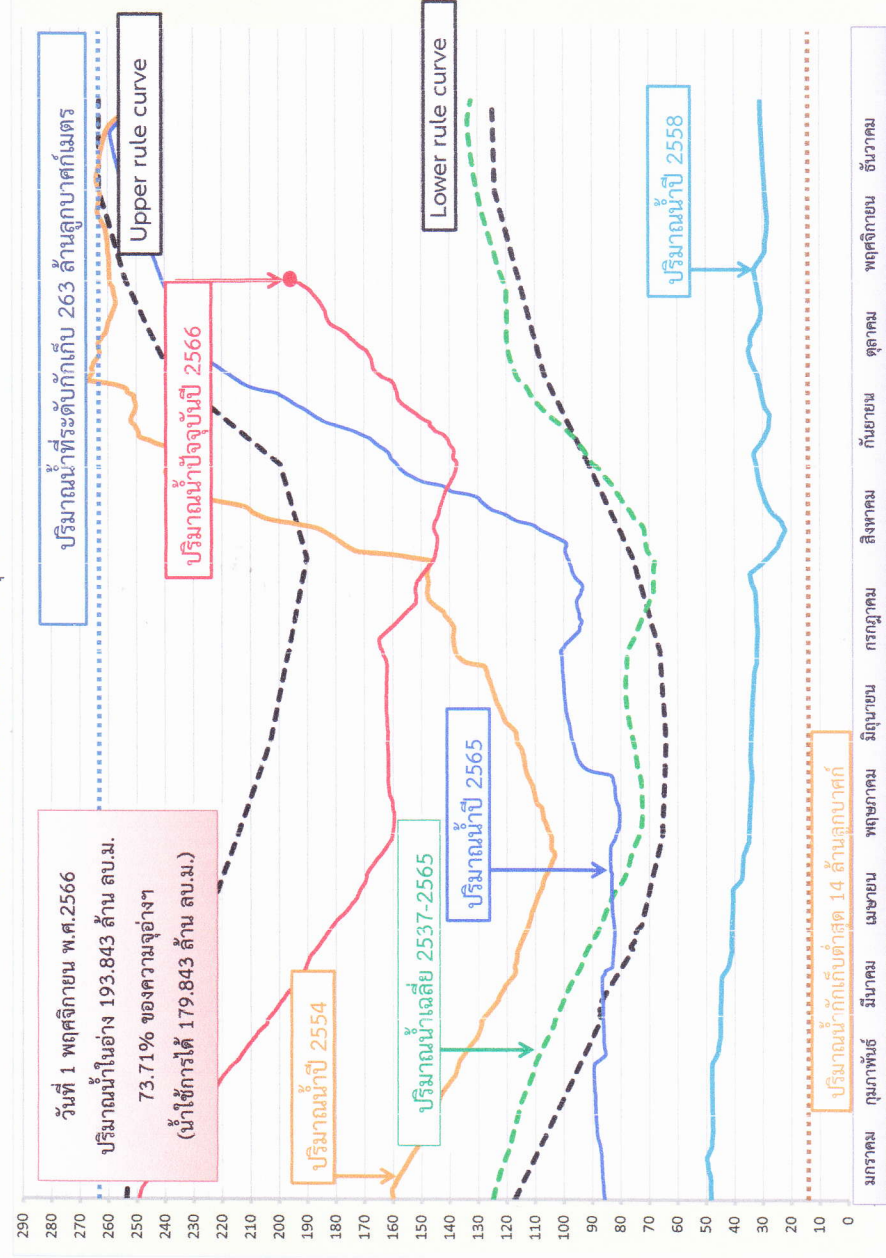 วันที่ 1 พฤศจิกายน พ.ศ.2566
ปริมาณน้ำในอ่าง 193.843 ล้าน ลบ.ม.
73.71% ของความจุอ่างฯ
(น้ำใช้การได้ 179.843 ล้าน ลบ.ม.)
ปริมาณน้ำที่ระดับกักเก็บ 263 ล้านลูกบาศก์เมตร
Upper rule curve
ปริมาณน้ำปัจจุบันปี 2566
ปริมาณน้ำปี 2554
ปริมาณน้ำเฉลี่ย 2537-2565
ปริมาณน้ำปี 2565
Lower rule curve
ปริมาณน้ำปี 2558
ปริมาณน้ำกักเก็บต่ำสุด 14 ล้านลูกบาศก์
290
280
270
260
250
240
230
220
210
200
190
180
170
160
150
140
130
120
110
100
90
80
70
60
50
40
30
20
10
0
มกราคม กุมภาพันธ์ มีนาคม เมษายน พฤษภาคม มิถุนายน กรกฎาคม สิงหาคม กันยายน ตุลาคม พฤศจิกายน ธันวาคม